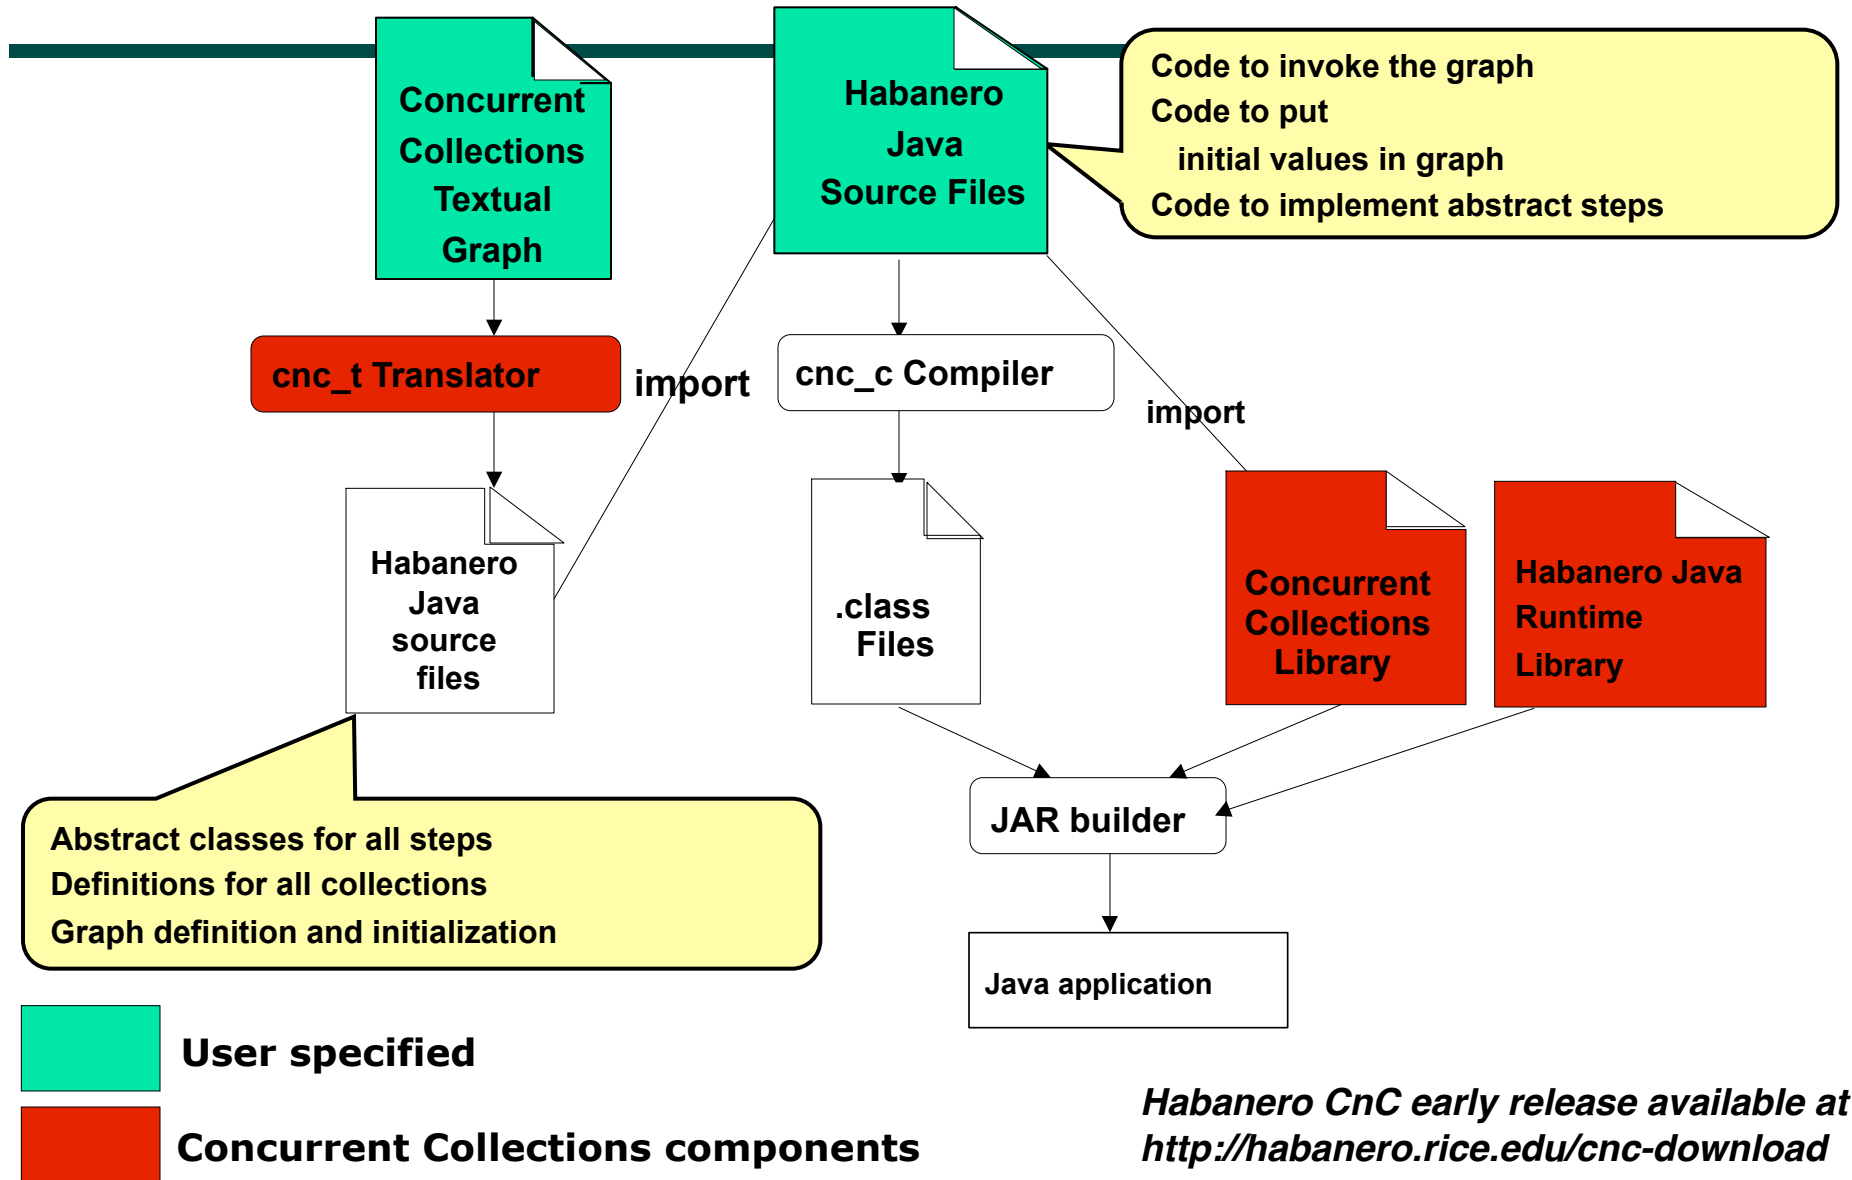 Concurrent
Collections
Textual
Graph
Habanero
Java
Source Files
Code to invoke the graph
Code to put
initial values in graph
Code to implement abstract steps
cnc_t Translator
import
cnc_c Compiler
import
Habanero
Java
source
files
.class
Files
Concurrent
Collections
Library
Habanero Java
Runtime
Library
Abstract classes for all steps
Definitions for all collections
Graph definition and initialization
JAR builder
Java application
User specified
Concurrent Collections components
Habanero CnC early release available at
http://habanero.rice.edu/cnc-download